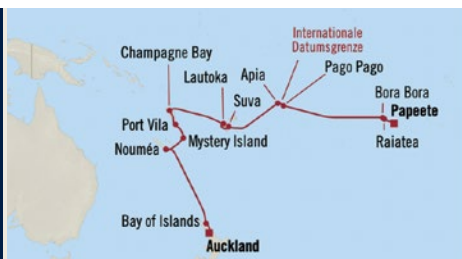 Internationale
Datumsgrenze
Champagne Bay
Lautoka
Apia
Pago Pago
Suva
Bora Bora
Papeete
Port Vila
Mystery Island
Raiatea
Nouméa
Bay of Islands
Auckland